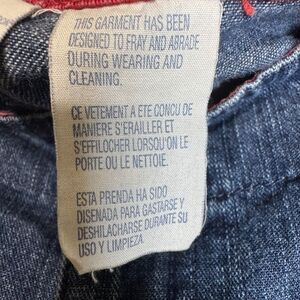 THIS GARMENT HAS BEEN
DESIGNED TO FRAY AND ABRADE
DURING WEARING AND
CLEANING.
CE VETEMENT A ETE CONCU DE
MANIERE S'ERAILLER ET
S'EFFILOCHER LORSQU'ON LE
PORTE OU LE NETTOIE.
ESTA PRENDA HA SIDO
DISENADA PARA GASTARSE Y
DESHILACHARSE DURANTE SU
USO Y LIMPIEZA